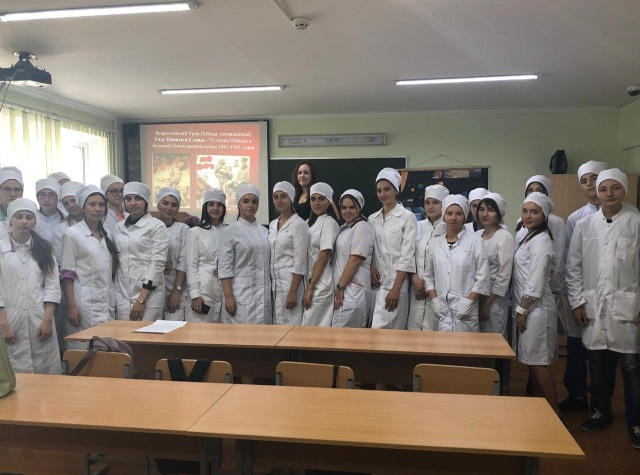 Всероссийский Урок Победы, посвященный
Году Памяти и Славы - 75-летию Победы в
Великой Отечественной войне 1941-1945 годов